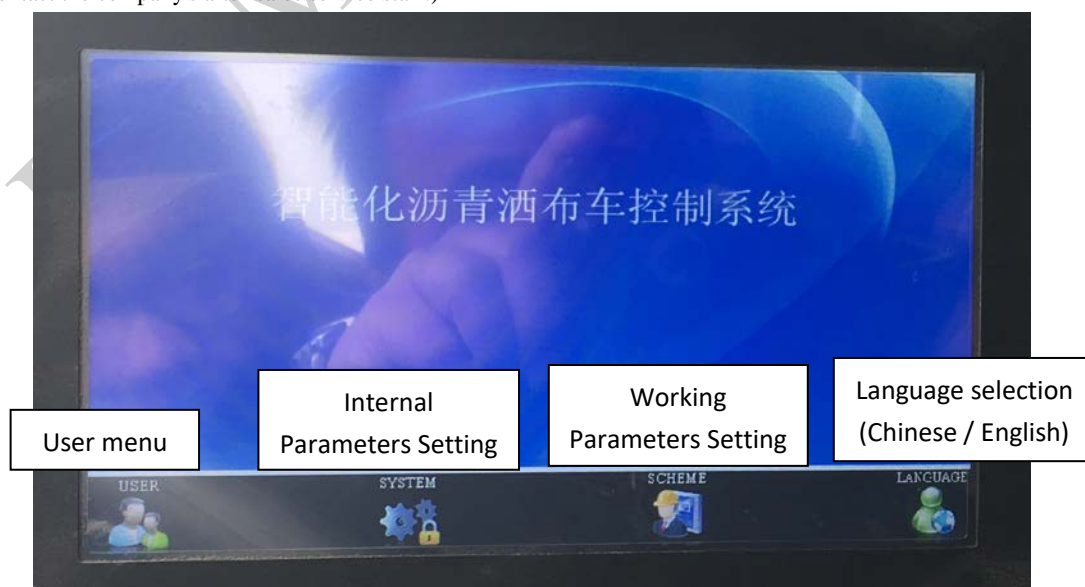 智能化沥青洒布车控制系统
User menu
Internal
Parameters Setting
Working
Parameters Setting
Language selection
(Chinese / English)
USER
SYSTEM
SCHEME
LANGUAGE